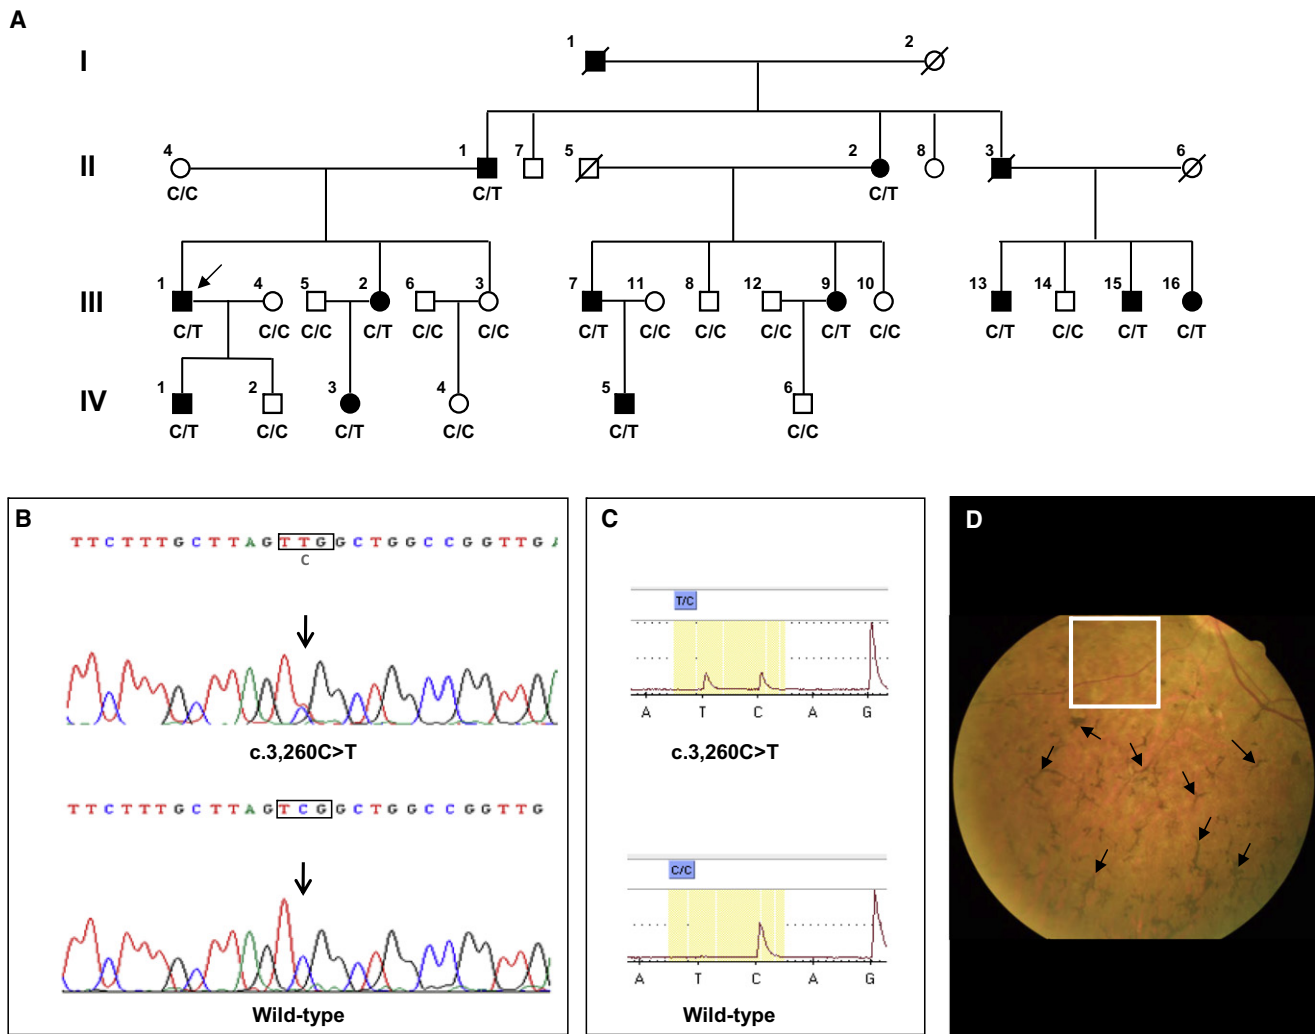 A
I
1 2
II
4 1 7 5 2 8 3 6
C/C C/T C/T
III
1 4 5 2 6 3 7 11 8 12 9 10 13 14 15 16
C/T C/C C/C C/T C/C C/C C/T C/C C/C C/C C/T C/C C/T C/C C/T C/T
IV
1 2 3 4 5 6
C/T C/C C/T C/C C/T C/C
B
T T C T T T G C T T A G T T G G C T G G C C G G T T G A
C
c.3,260C>T
T T C T T T G C T T A G T C G G C T G G C C G G T T G
Wild-type
C
T/C
A T C A G
c.3,260C>T
C/C
A T C A G
Wild-type
D